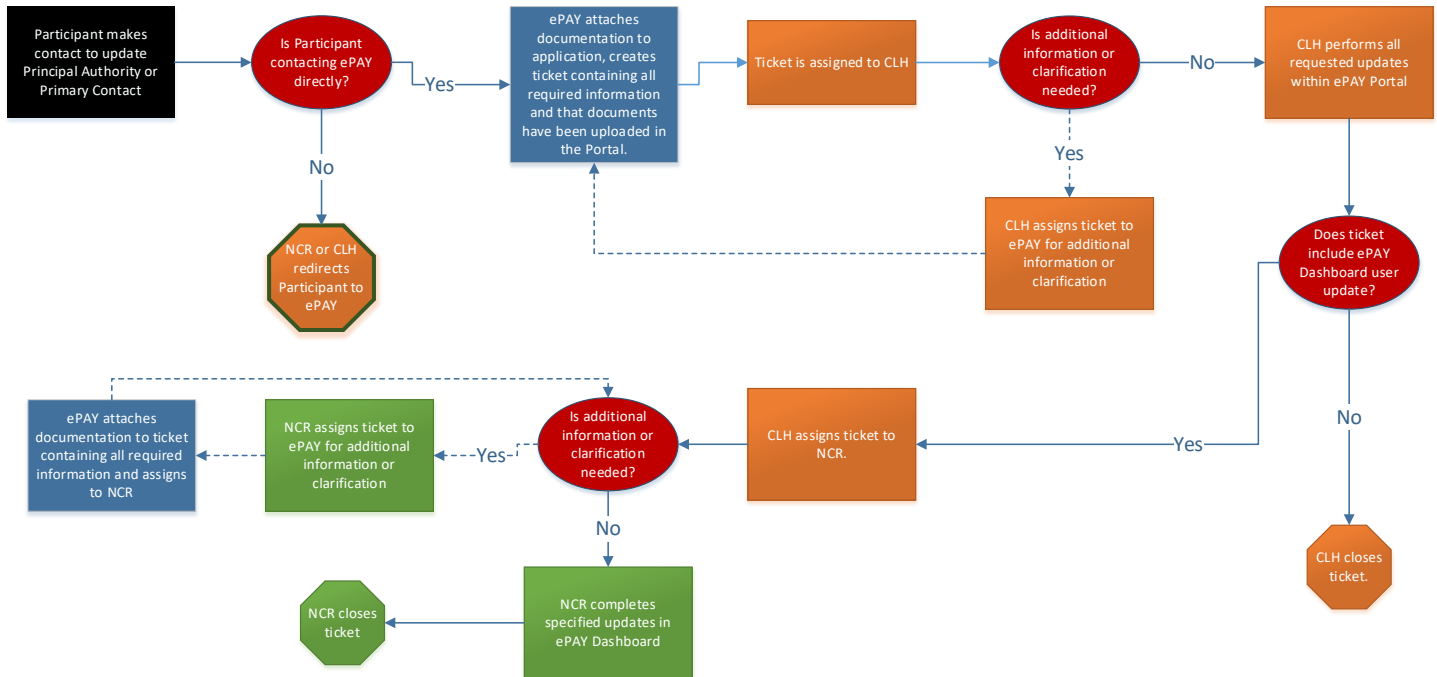 Participant makes
contact to update
Principal Authority or
Primary Contact
Is Participant
contacting ePAY
directly?
Yes
No
NCR or CLH
redirects
Participant to
ePAY
ePAY attaches
documentation to
application, creates
ticket containing all
required information
and that documents
have been uploaded in
the Portal.
Ticket is assigned to CLH
Is additional
information or
clarification
needed?
No
Yes
CLH assigns ticket to
ePAY for additional
information or
clarification
CLH performs all
requested updates
within ePAY Portal
Does ticket
include ePAY
Dashboard user
update?
No
Yes
CLH closes
ticket.
CLH assigns ticket to
NCR.
Is additional
information or
clarification
needed?
Yes
NCR assigns ticket to
ePAY for additional
information or
clarification
ePAY attaches
documentation to ticket
containing all required
information and assigns
to NCR
No
NCR completes
specified updates in
ePAY Dashboard
NCR closes
ticket